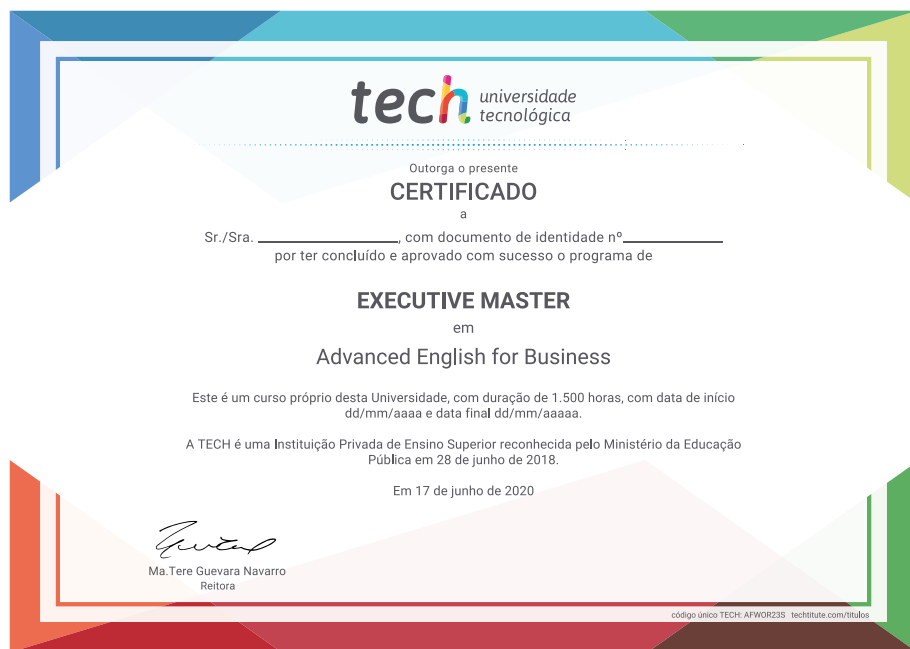 tech universidade
tecnológica
Outorga o presente
CERTIFICADO
a
Sr./Sra. ____________, com documento de identidade nº__________
por ter concluído e aprovado com sucesso o programa de
EXECUTIVE MASTER
em
Advanced English for Business
Este é um curso próprio desta Universidade, com duração de 1.500 horas, com data de início
dd/mm/aaaa e data final dd/mm/aaaaa.
A TECH é uma Instituição Privada de Ensino Superior reconhecida pelo Ministério da Educação
Pública em 28 de junho de 2018.
Em 17 de junho de 2020
Ma.Tere Guevara Navarro
Reitora
código único TECH: AFWOR23S techtitute.com/titulos